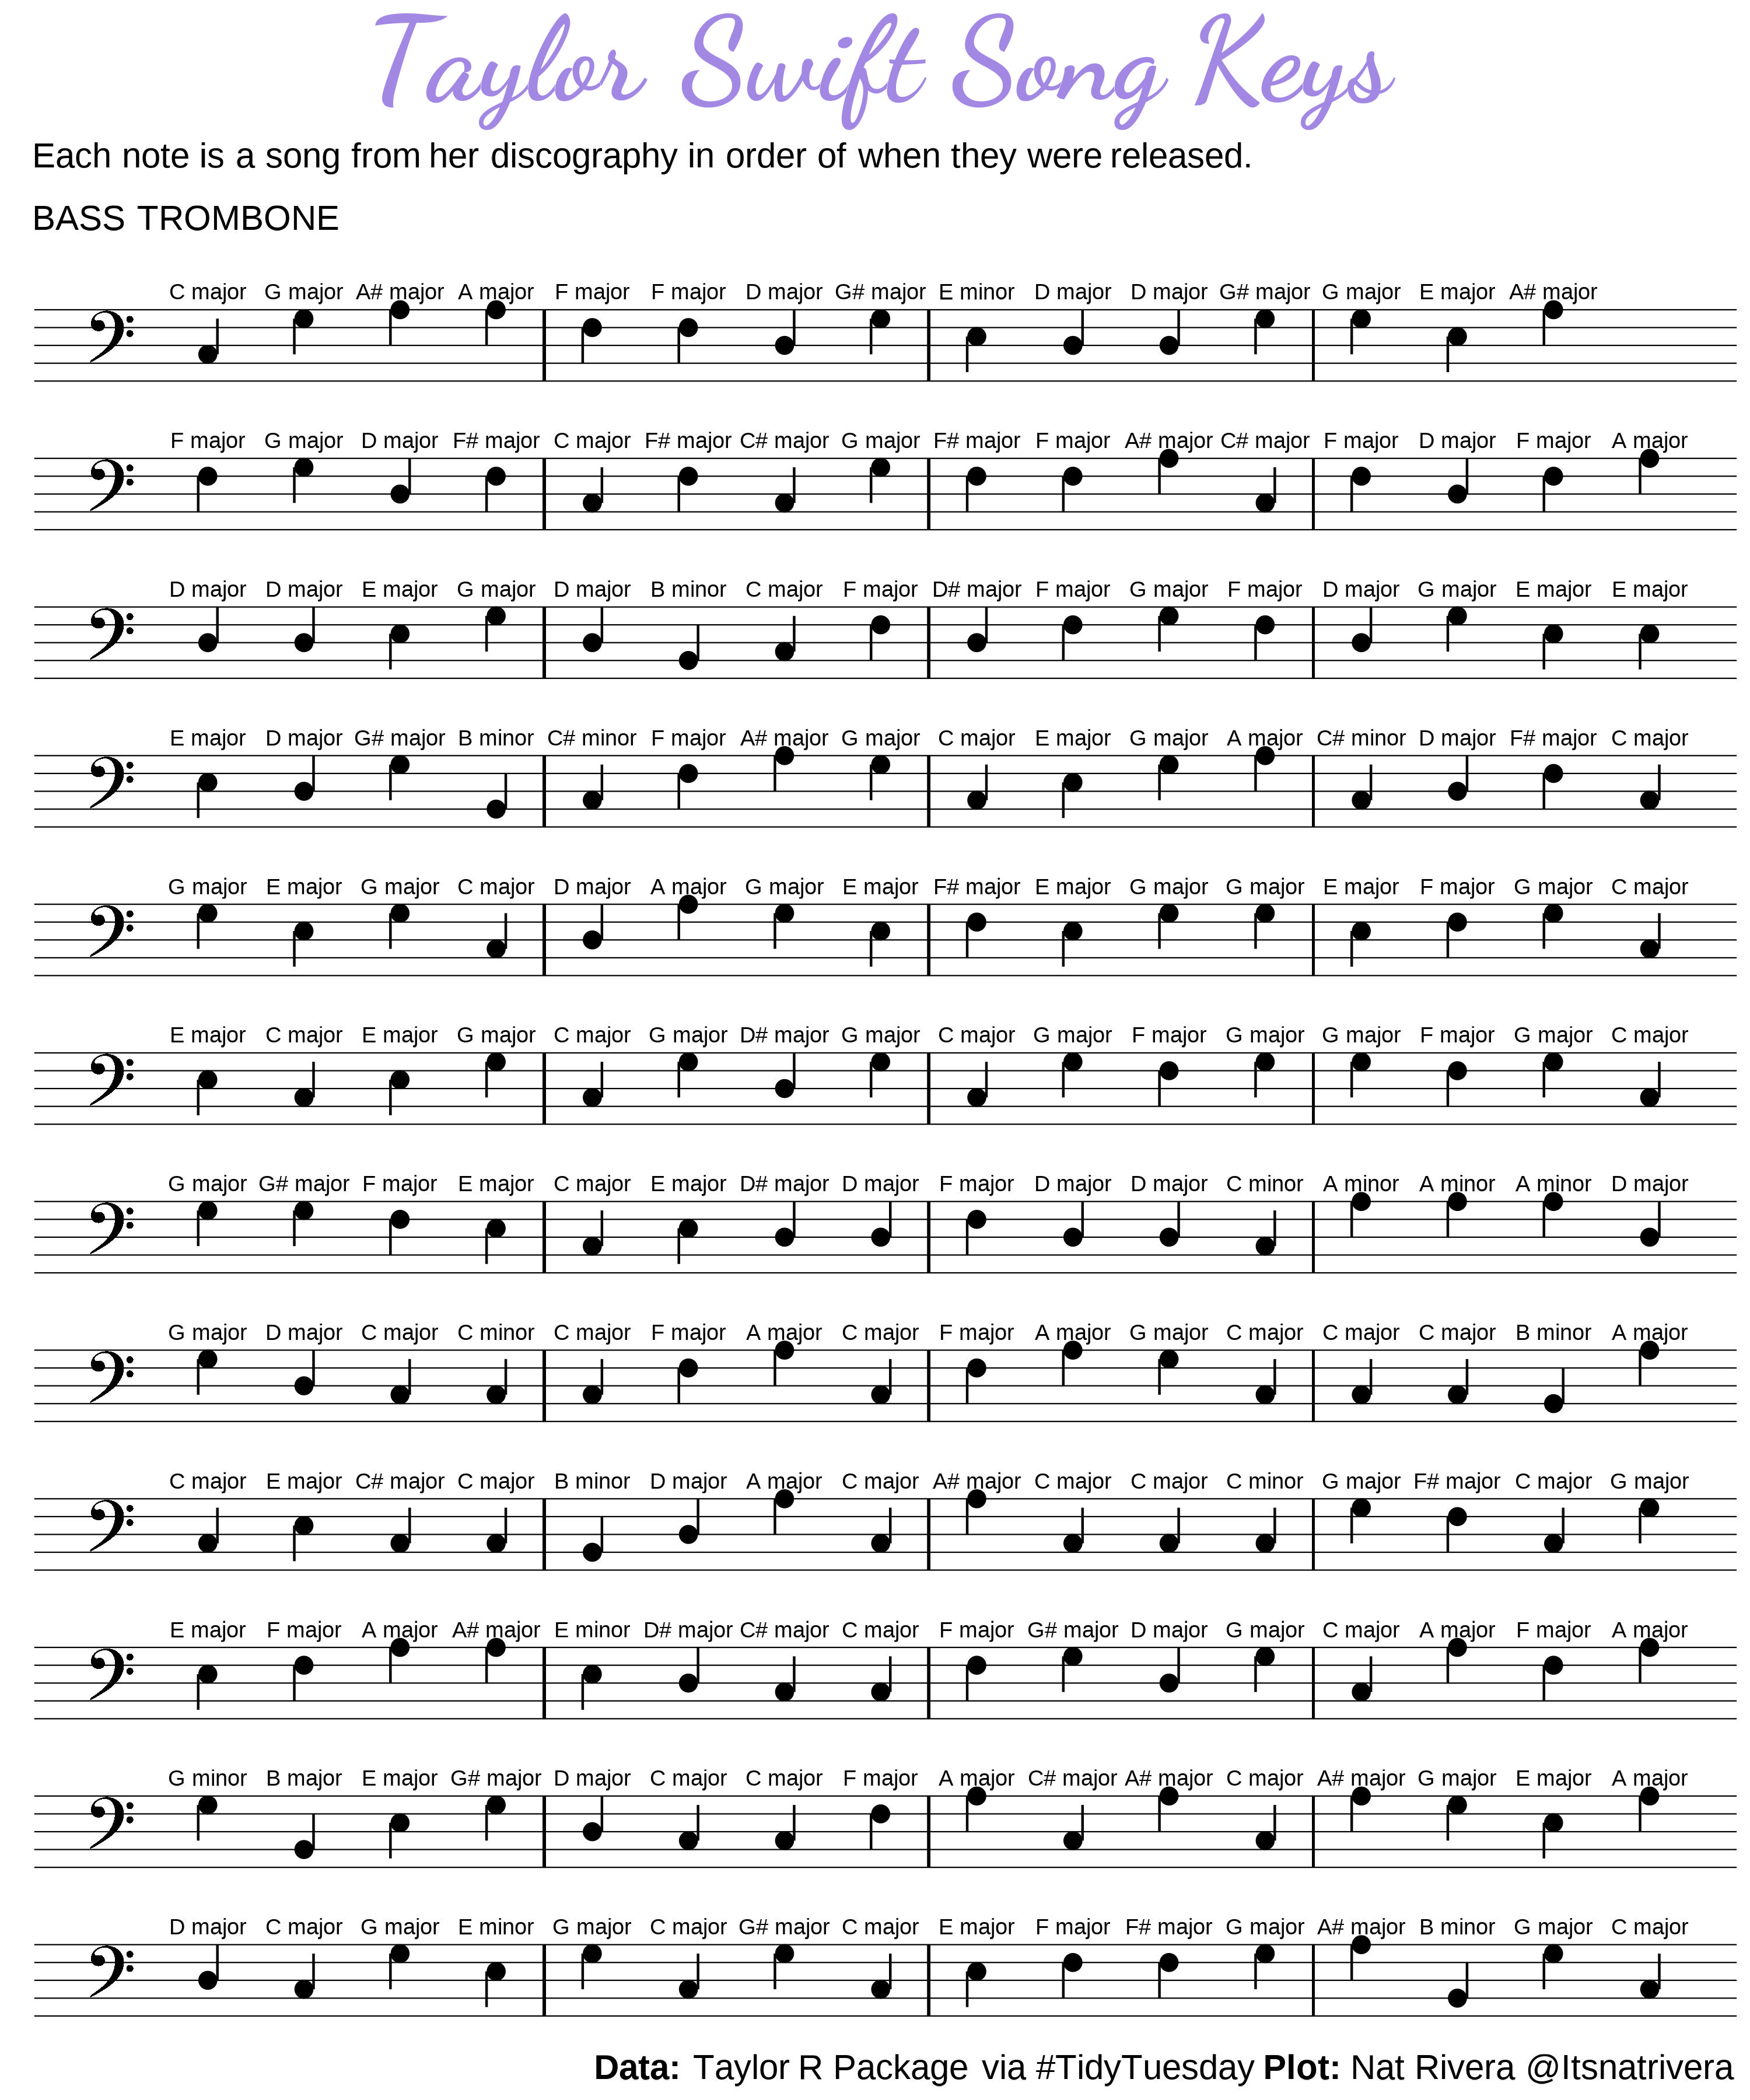 Taylor Swift Song Keys
Each note is a song from her discography in order of when they were released.
BASS TROMBONE
C major G major A# major A major F major F major D major G# major E minor D major D major G# major G major E major A# major
F major G major D major F# major C major F# major C# major G major F# major F major A# major C# major F major D major F major A major
D major D major E major G major D major B minor C major F major D# major F major G major F major D major G major E major E major
E major D major G# major B minor C# minor F major A# major G major C major E major G major A major C# minor D major F# major C major
G major E major G major C major D major A major G major E major F# major E major G major G major E major F major G major C major
E major C major E major G major C major G major D# major G major C major G major F major G major G major F major G major C major
G major G# major F major E major C major E major D# major D major F major D major D major C minor A minor A minor A minor D major
G major D major C major C minor C major F major A major C major F major A major G major C major C major C major B minor A major
C major E major C# major C major B minor D major A major C major A# major C major C major C minor G major F# major C major G major
E major F major A major A# major E minor D# major C# major C major F major G# major D major G major C major A major F major A major
G minor B major E major G# major D major C major C major F major A major C# major A# major C major A# major G major E major A major
D major C major G major E minor G major C major G# major C major E major F major F# major G major A# major B minor G major C major
Data: Taylor R Package via #TidyTuesday Plot: Nat Rivera @Itsnatrivera